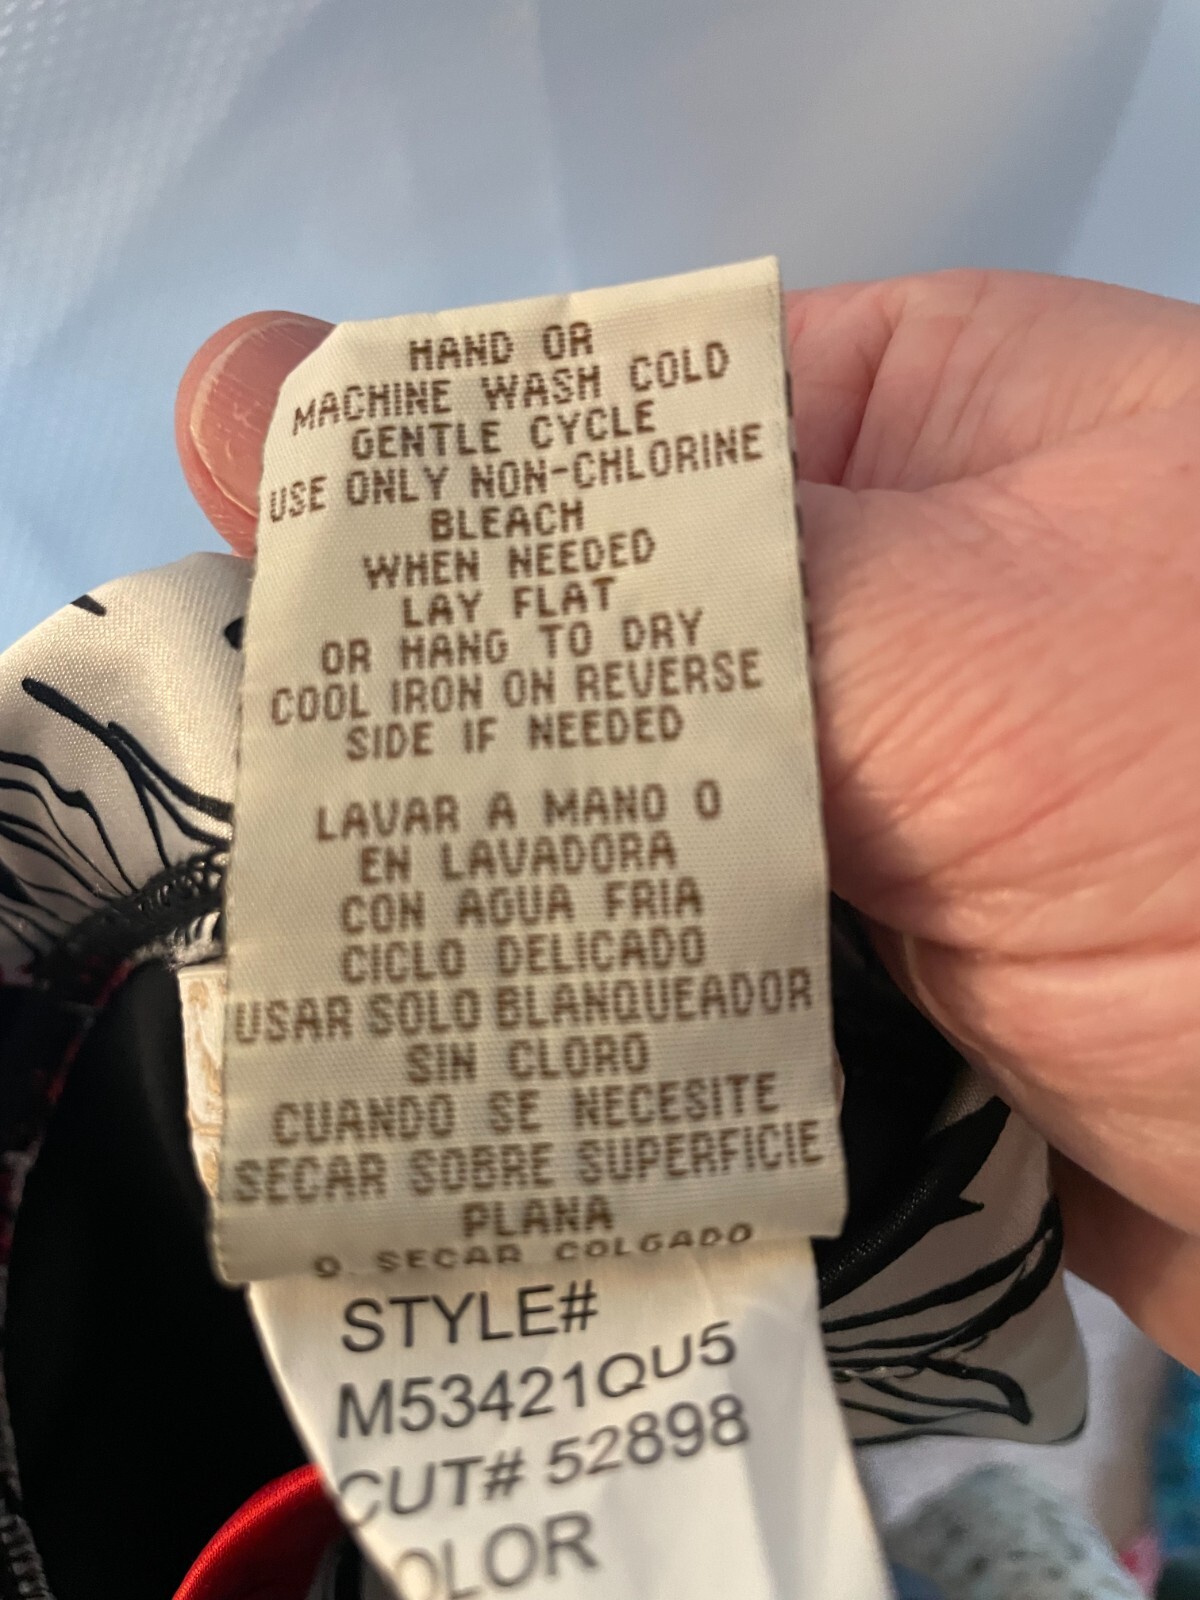 HAND OR
MACHINE WASH COLD
GENTLE CYCLE
USE ONLY NON-CHLORINE
BLEACH
WHEN NEEDED
LAY FLAT
OR HANG TO DRY
COOL IRON ON REVERSE
SIDE IF NEEDED
LAVAR A MANO O
EN LAVADORA
CON AGUA FRIA
CICLO DELICADO
USAR SOLO BLANQUEADOR
SIN CLORO
CUANDO SE NECESITE
SECAR SOBRE SUPERFICIE
PLANA
O SECAR COLGADO
STYLE#
M53421QU5
CUT# 52898
OLOR